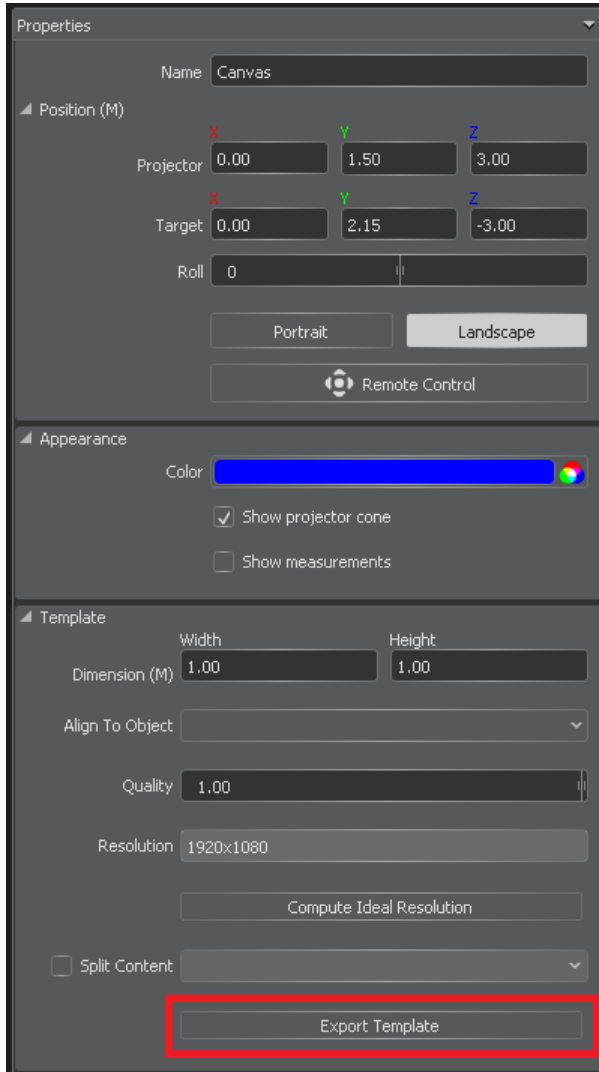 Properties
Name Canvas
Position (M)
X Y Z
Projector 0.00 1.50 3.00
X Y Z
Target 0.00 2.15 -3.00
Roll 0
Portrait Landscape
Remote Control
Appearance
Color
Show projector cone
Show measurements
Template
Width Height
Dimension (M) 1.00 1.00
Align To Object
Quality 1.00
Resolution 1920x1080
Compute Ideal Resolution
Split Content
Export Template